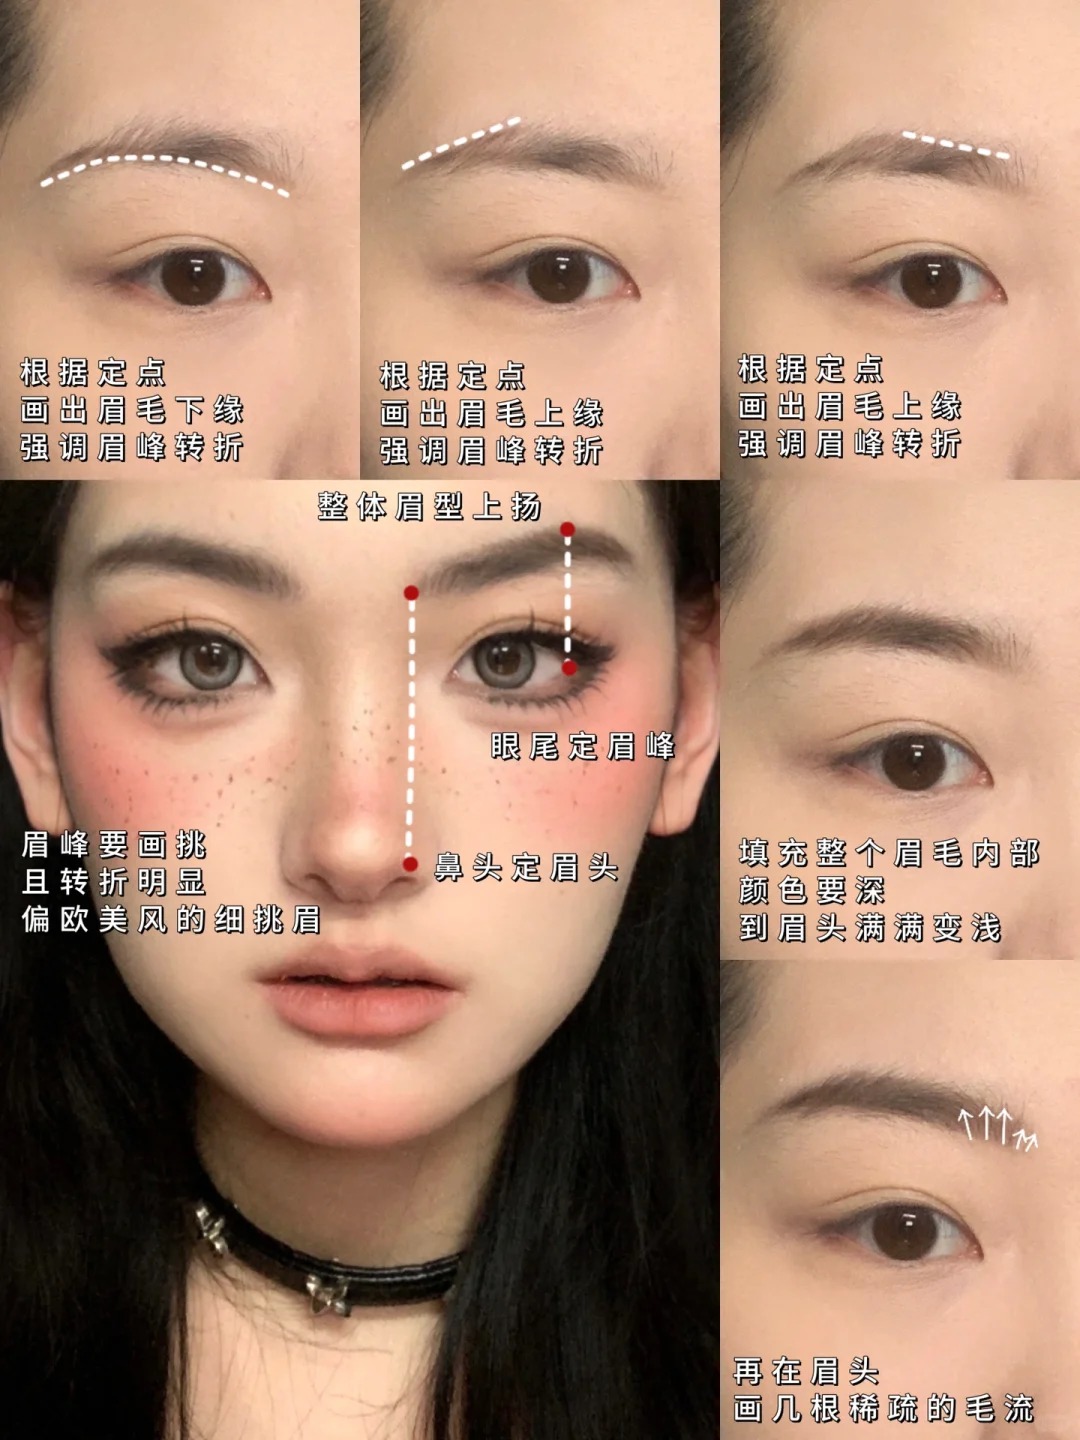 根据定点
画出眉毛下缘
强调眉峰转折
根据定点
画出眉毛上缘
强调眉峰转折
根据定点
画出眉毛上缘
强调眉峰转折
整体眉型上扬
眼尾定眉峰
鼻头定眉头
眉峰要画挑
且转折明显
偏欧美风的细挑眉
填充整个眉毛内部
颜色要深
到眉头满满变浅
再在眉头
画几根稀疏的毛流